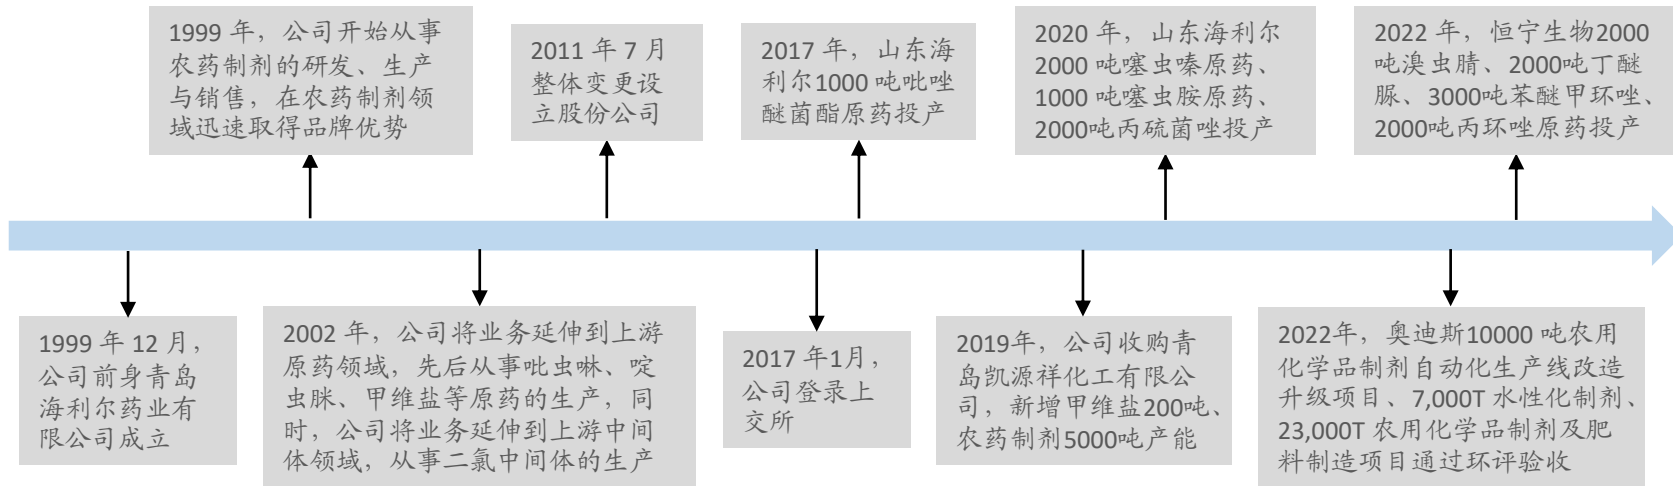 1999 年，公司开始从事
农药制剂的研发、生产
与销售，在农药制剂领
域迅速取得品牌优势
2011 年 7 月
整体变更设
立股份公司
2017 年，山东海
利尔1000 吨吡唑
醚菌酯原药投产
2020 年，山东海利尔
2000 吨噻虫嗪原药、
1000 吨噻虫胺原药、
2000吨丙硫菌唑投产
2022 年，恒宁生物2000
吨溴虫腈、2000吨丁醚
脲、3000吨苯醚甲环唑、
2000吨丙环唑原药投产
1999 年 12 月，
公司前身青岛
海利尔药业有
限公司成立
2002 年，公司将业务延伸到上游
原药领域，先后从事吡虫啉、啶
虫脒、甲维盐等原药的生产，同
时，公司将业务延伸到上游中间
体领域，从事二氯中间体的生产
2017 年1月，
公司登录上
交所
2019年，公司收购青
岛凯源祥化工有限公
司，新增甲维盐200吨、
农药制剂5000吨产能
2022年，奥迪斯10000 吨农用
化学品制剂自动化生产线改造
升级项目、7,000T 水性化制剂、
23,000T 农用化学品制剂及肥
料制造项目通过环评验收